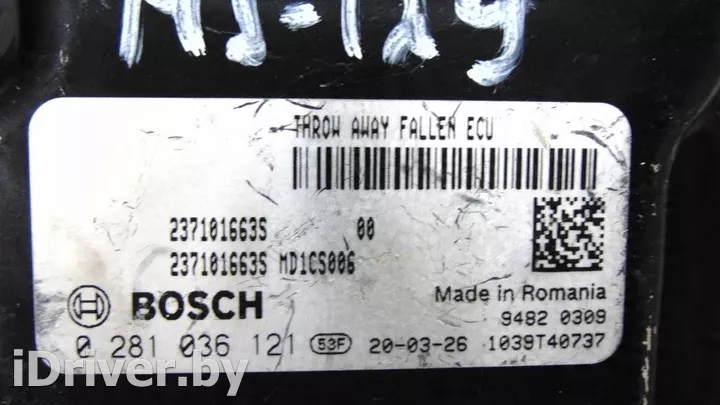 THROW AWAY FALLEN ECU
237101663S 00
237101663S MD1CS006
BOSCH
Made in Romania
9482 0309
0 281 036 121 53F 20-03-26 1039T40737
iDriver.by